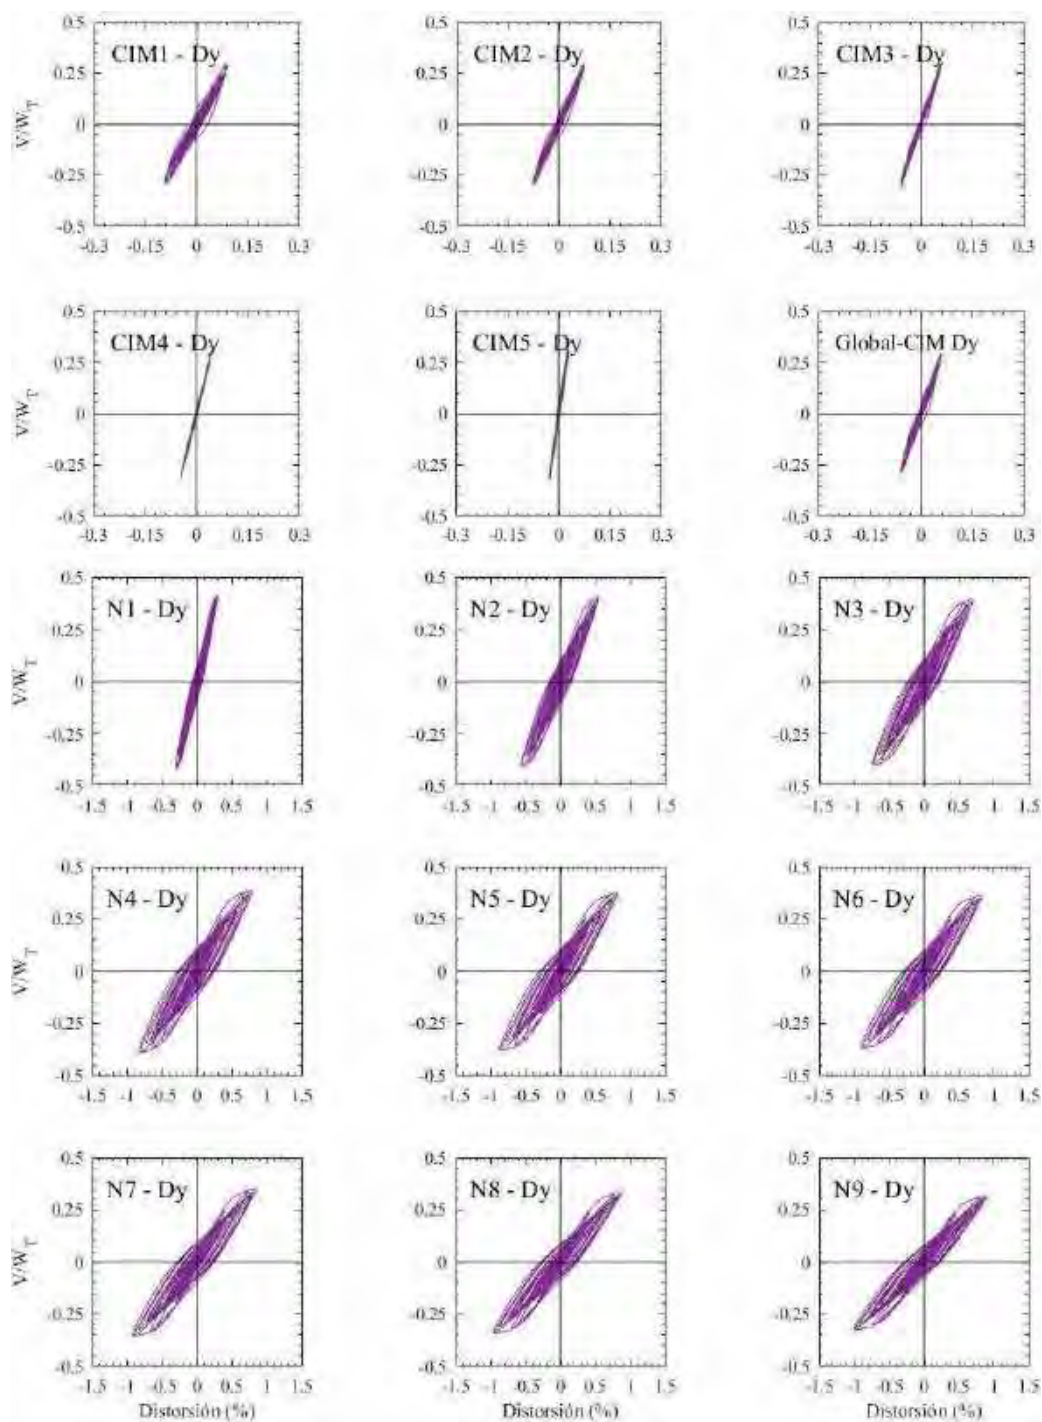 0.5 0.5 0.5
CIM1 - Dy CIM2 - Dy CIM3 - Dy
0.25 0.25 0.25
V/W_T 0 0 0
-0.25 -0.25 -0.25
-0.5 -0.5 -0.5
-0.3 -0.15 0 0.15 0.3 -0.3 -0.15 0 0.15 0.3 -0.3 -0.15 0 0.15 0.3
0.5 0.5 0.5
CIM4 - Dy CIM5 - Dy Global-CIM Dy
0.25 0.25 0.25
V/W_T 0 0 0
-0.25 -0.25 -0.25
-0.5 -0.5 -0.5
-0.3 -0.15 0 0.15 0.3 -0.3 -0.15 0 0.15 0.3 -0.3 -0.15 0 0.15 0.3
0.5 0.5 0.5
N1 - Dy N2 - Dy N3 - Dy
0.25 0.25 0.25
V/W_T 0 0 0
-0.25 -0.25 -0.25
-0.5 -0.5 -0.5
-1.5 -1 -0.5 0 0.5 1 1.5 -1.5 -1 -0.5 0 0.5 1 1.5 -1.5 -1 -0.5 0 0.5 1 1.5
0.5 0.5 0.5
N4 - Dy N5 - Dy N6 - Dy
0.25 0.25 0.25
V/W_T 0 0 0
-0.25 -0.25 -0.25
-0.5 -0.5 -0.5
-1.5 -1 -0.5 0 0.5 1 1.5 -1.5 -1 -0.5 0 0.5 1 1.5 -1.5 -1 -0.5 0 0.5 1 1.5
0.5 0.5 0.5
N7 - Dy N8 - Dy N9 - Dy
0.25 0.25 0.25
V/W_T 0 0 0
-0.25 -0.25 -0.25
-0.5 -0.5 -0.5
-1.5 -1 -0.5 0 0.5 1 1.5 -1.5 -1 -0.5 0 0.5 1 1.5 -1.5 -1 -0.5 0 0.5 1 1.5
Distorsión (%) Distorsión (%) Distorsión (%)